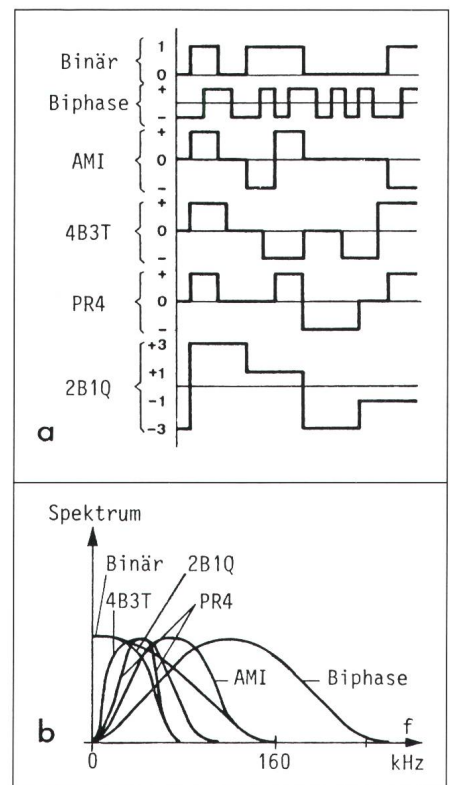 Binär
1
0
Biphase
+
-
AMI
+
0
-
4B3T
+
0
-
PR4
+
0
-
2B1Q
+3
+1
-1
-3
a
Spektrum
Binär
2B1Q
4B3T
PR4
AMI
Biphase
b
f
0
160
kHz